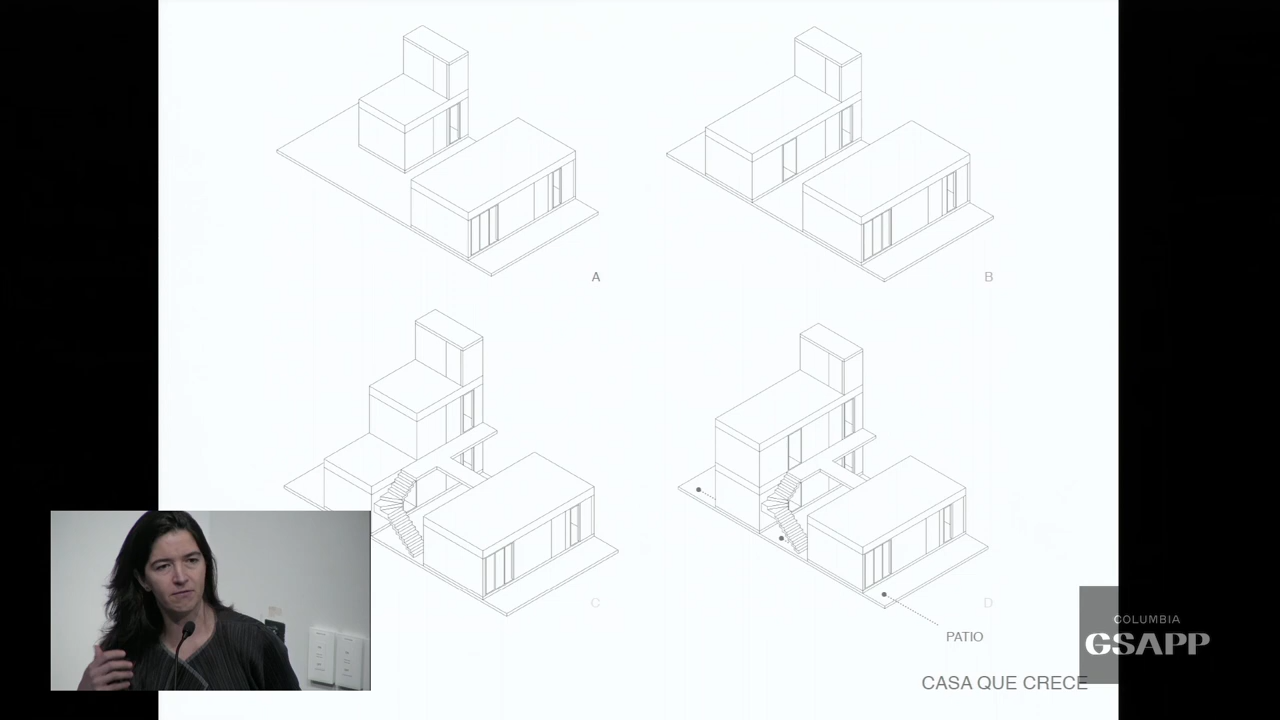 A
B
C
D
PATIO
COLUMBIA
GSAPP
CASA QUE CRECE